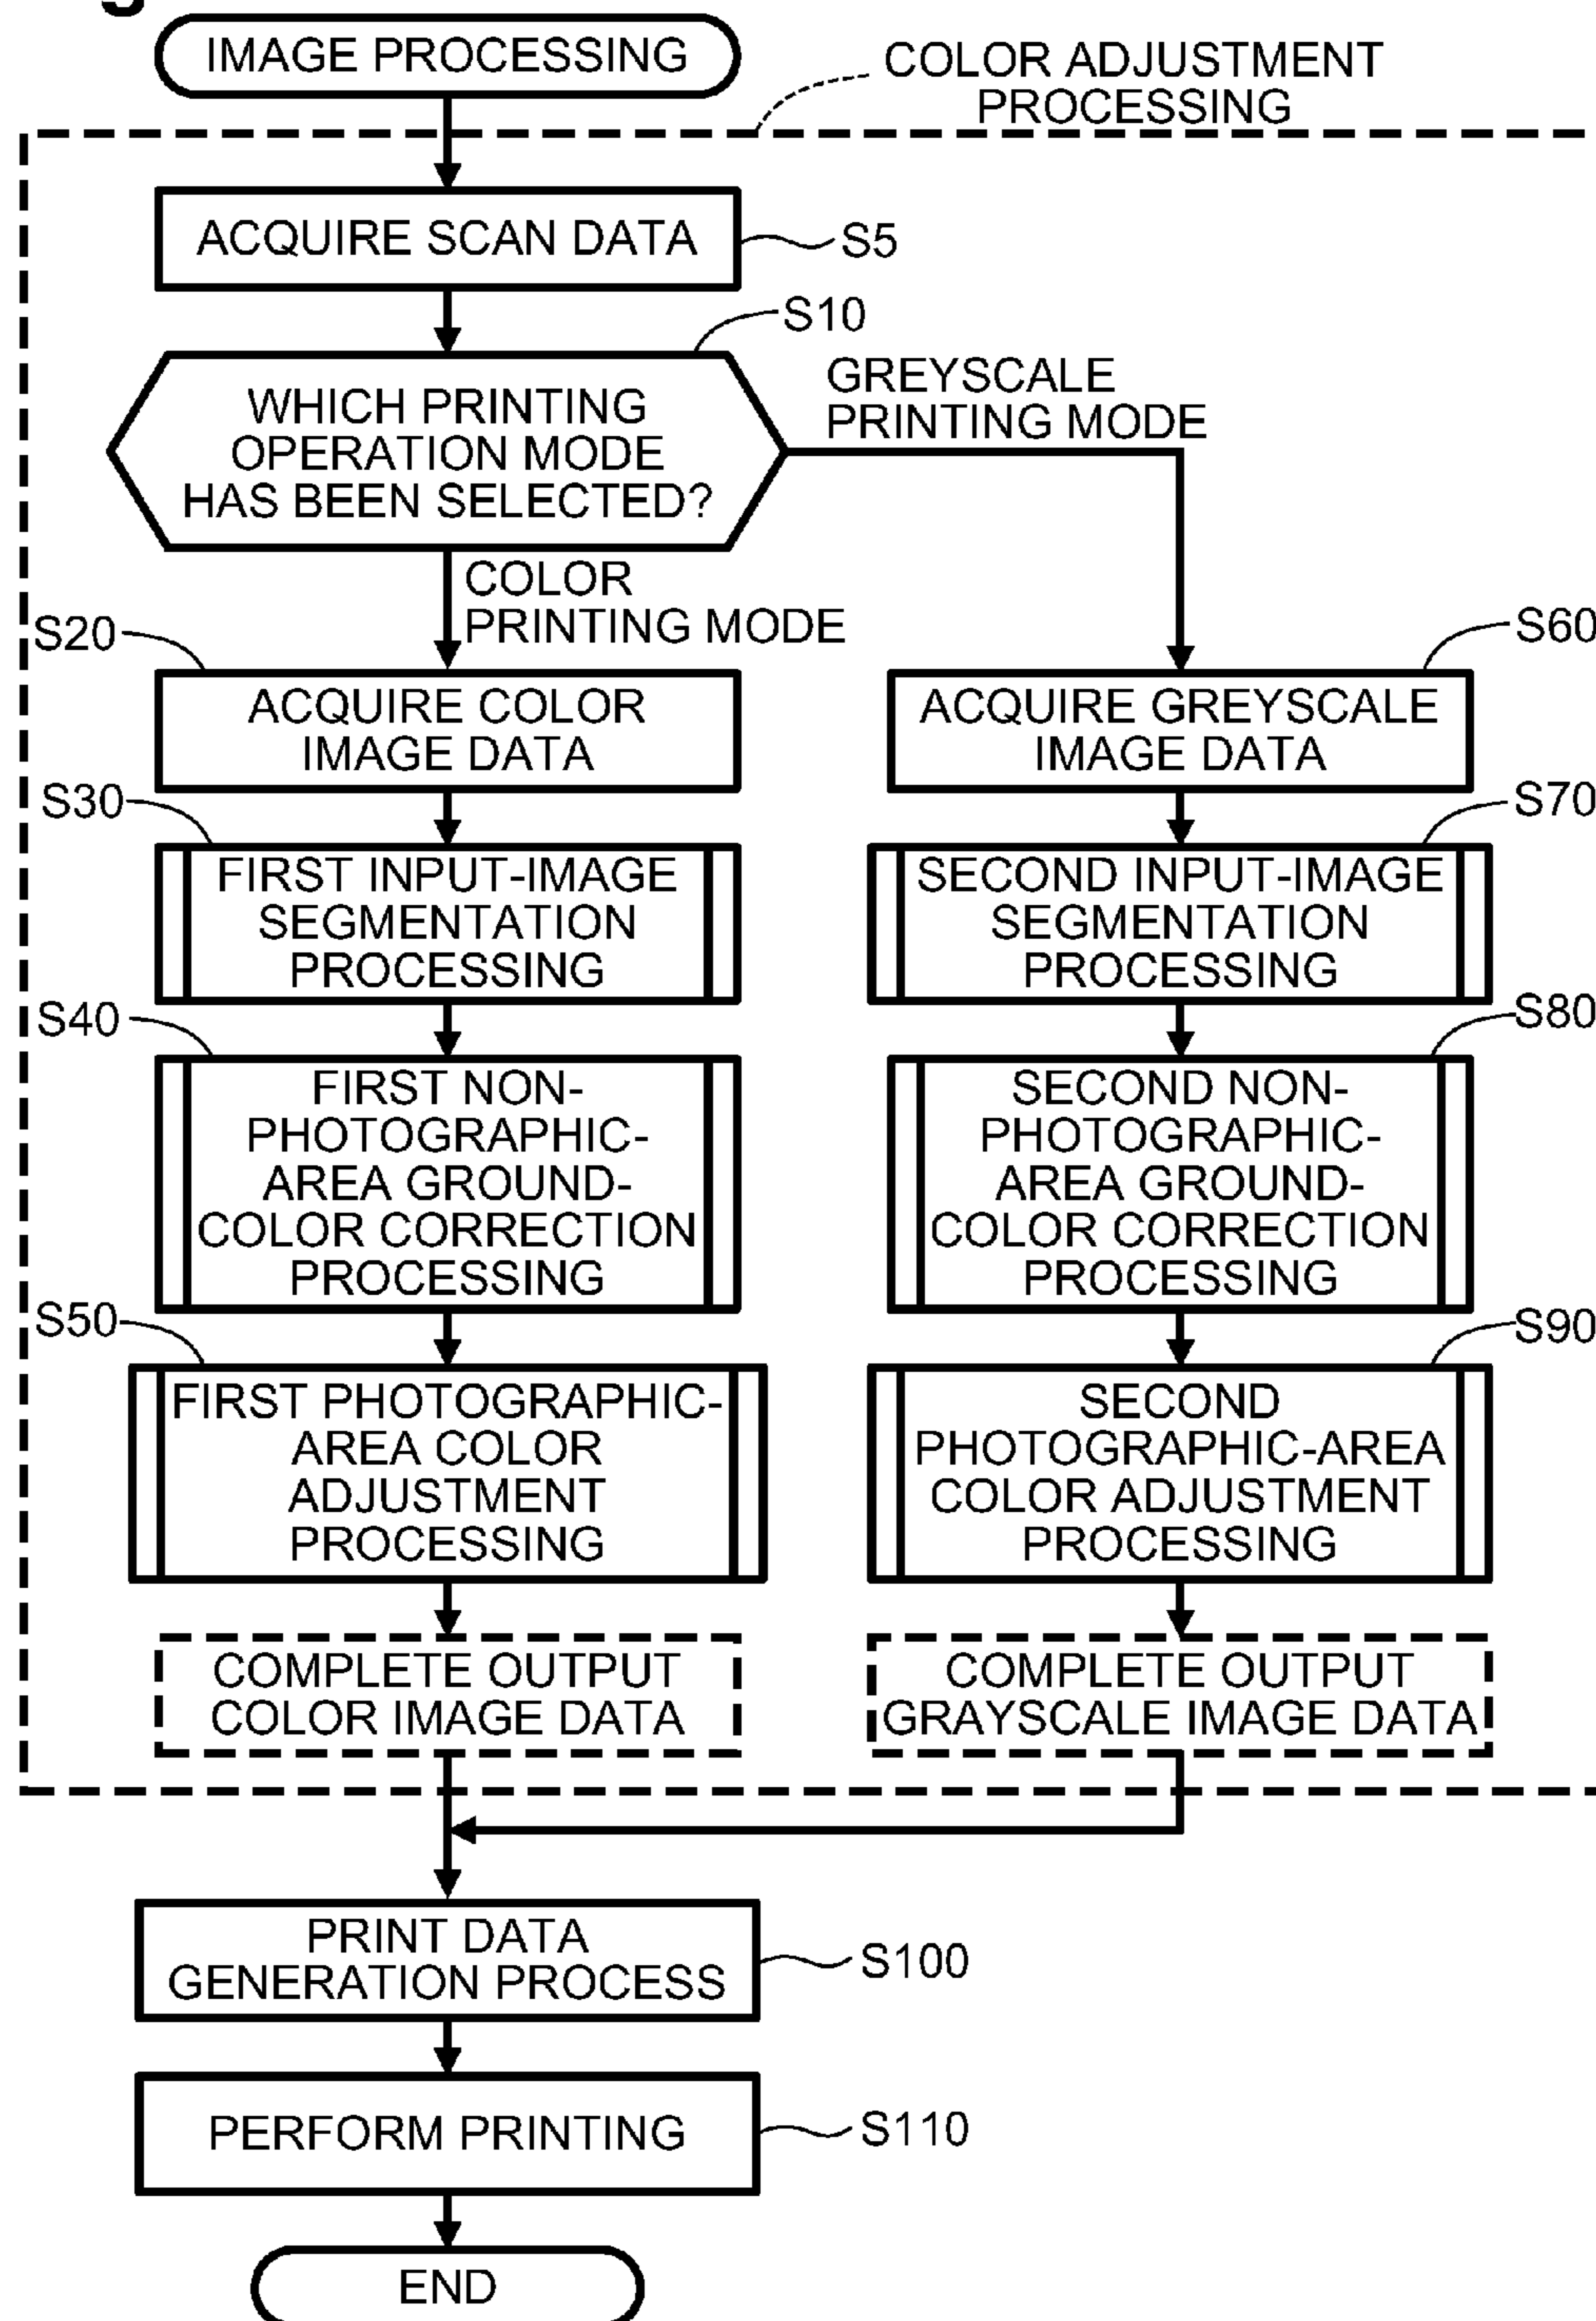 IMAGE PROCESSING
COLOR ADJUSTMENT
PROCESSING
ACQUIRE SCAN DATA
S5
S10
WHICH PRINTING
OPERATION MODE
HAS BEEN SELECTED?
GREYSCALE
PRINTING MODE
COLOR
PRINTING MODE
S20
ACQUIRE COLOR
IMAGE DATA
S30
FIRST INPUT-IMAGE
SEGMENTATION
PROCESSING
S40
FIRST NON-
PHOTOGRAPHIC-
AREA GROUND-
COLOR CORRECTION
PROCESSING
S50
FIRST PHOTOGRAPHIC-
AREA COLOR
ADJUSTMENT
PROCESSING
COMPLETE OUTPUT
COLOR IMAGE DATA
S60
ACQUIRE GREYSCALE
IMAGE DATA
S70
SECOND INPUT-IMAGE
SEGMENTATION
PROCESSING
S80
SECOND NON-
PHOTOGRAPHIC-
AREA GROUND-
COLOR CORRECTION
PROCESSING
S90
SECOND
PHOTOGRAPHIC-AREA
COLOR ADJUSTMENT
PROCESSING
COMPLETE OUTPUT
GRAYSCALE IMAGE DATA
PRINT DATA
GENERATION PROCESS
S100
PERFORM PRINTING
S110
END